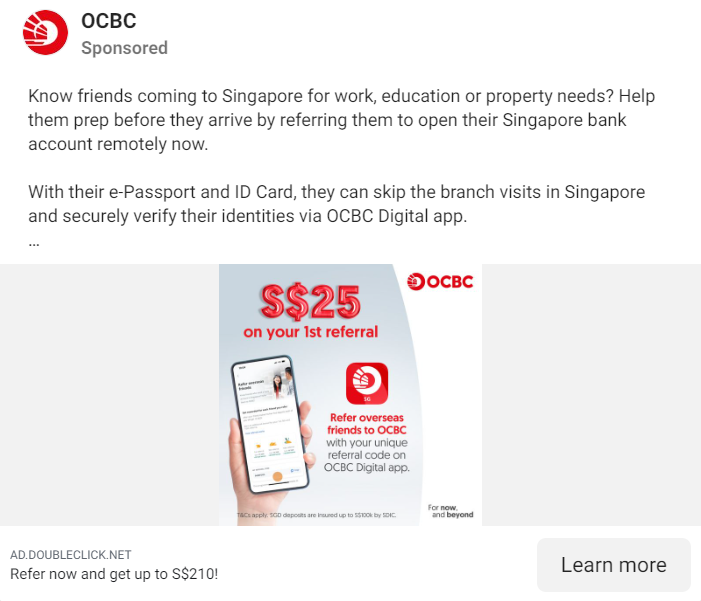 OCBC
Sponsored
Know friends coming to Singapore for work, education or property needs? Help
them prep before they arrive by referring them to open their Singapore bank
account remotely now.
With their e-Passport and ID Card, they can skip the branch visits in Singapore
and securely verify their identities via OCBC Digital app.
...
OCBC
S$25
on your 1st referral
Refer overseas
friends
SG
Refer overseas
friends to OCBC
with your unique
referral code on
OCBC Digital app.
For now,
and beyond
T&Cs apply. SGD deposits are insured up to S$100k by SDIC.
AD.DOUBLECLICK.NET
Refer now and get up to S$210!
Learn more